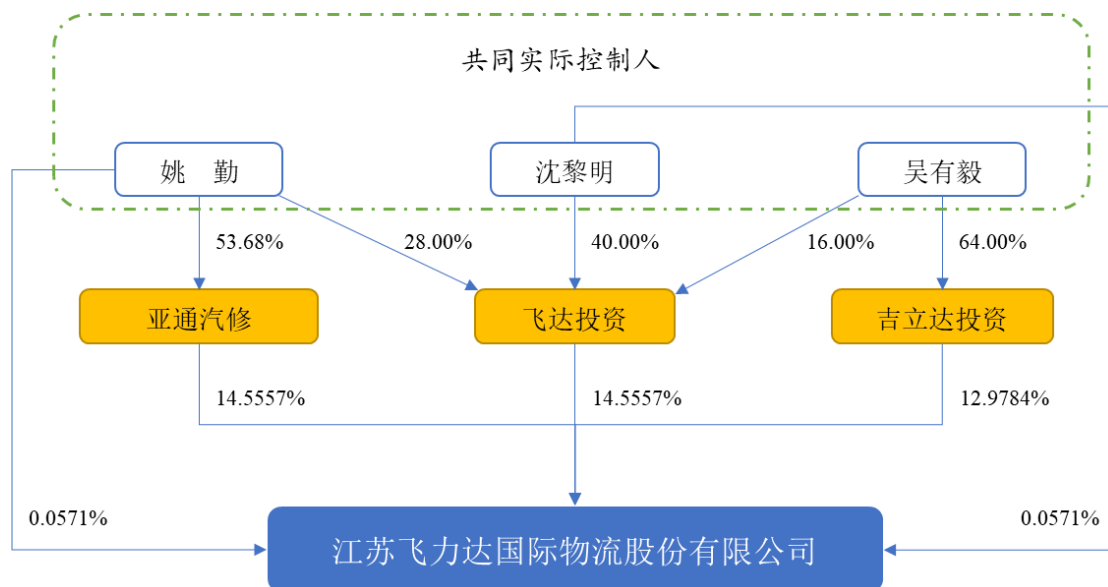 共同实际控制人
姚 勤
沈黎明
吴有毅
53.68%
28.00%
40.00%
16.00%
64.00%
亚通汽修
飞达投资
吉立达投资
14.5557%
14.5557%
12.9784%
0.0571%
0.0571%
江苏飞力达国际物流股份有限公司